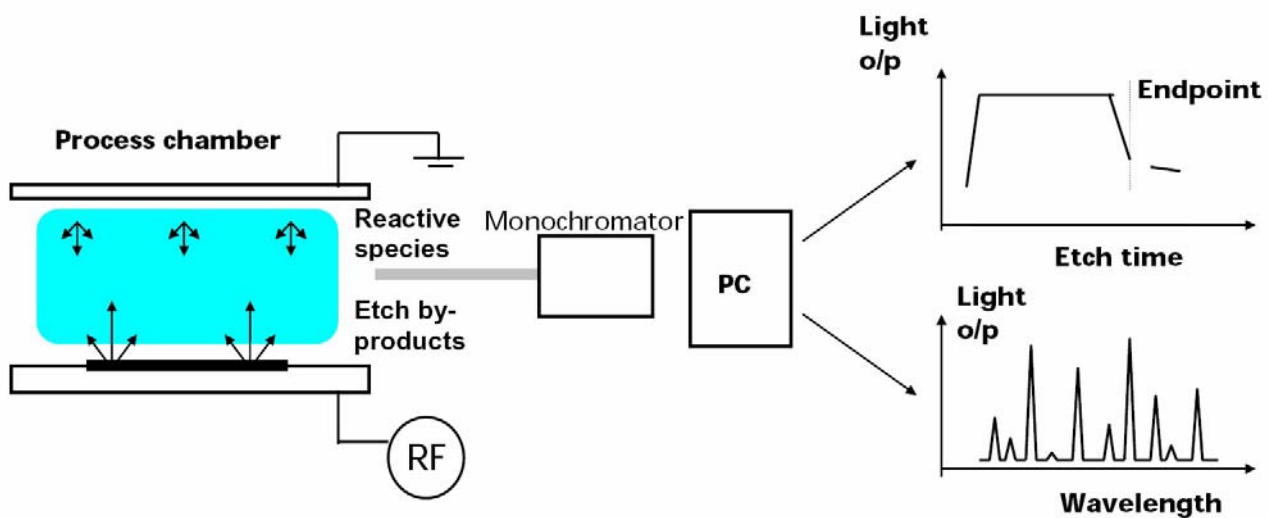 Process chamber
Reactive
species
Etch by-
products
RF
Monochromator
PC
Light
o/p
Endpoint
Etch time
Light
o/p
Wavelength